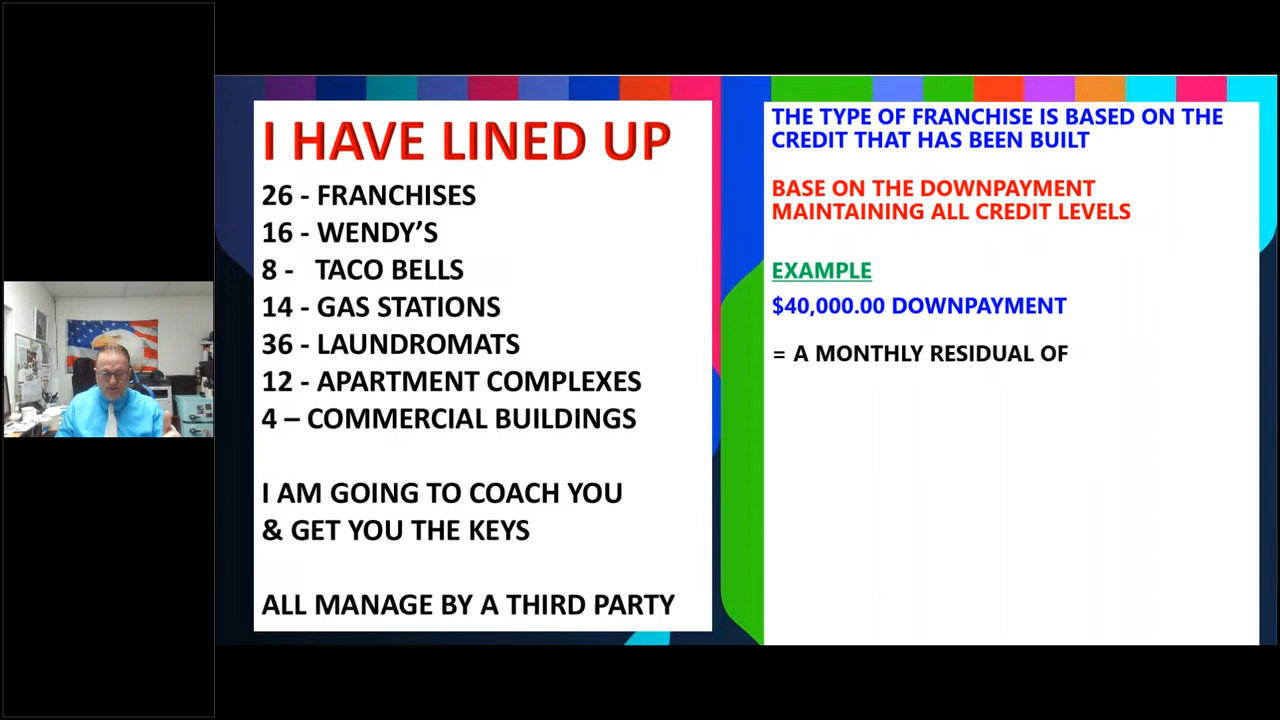 I HAVE LINED UP
26 - FRANCHISES
16 - WENDY’S
8 - TACO BELLS
14 - GAS STATIONS
36 - LAUNDROMATS
12 - APARTMENT COMPLEXES
4 – COMMERCIAL BUILDINGS
I AM GOING TO COACH YOU
& GET YOU THE KEYS
ALL MANAGE BY A THIRD PARTY
THE TYPE OF FRANCHISE IS BASED ON THE
CREDIT THAT HAS BEEN BUILT
BASE ON THE DOWNPAYMENT
MAINTAINING ALL CREDIT LEVELS
EXAMPLE
$40,000.00 DOWNPAYMENT
= A MONTHLY RESIDUAL OF